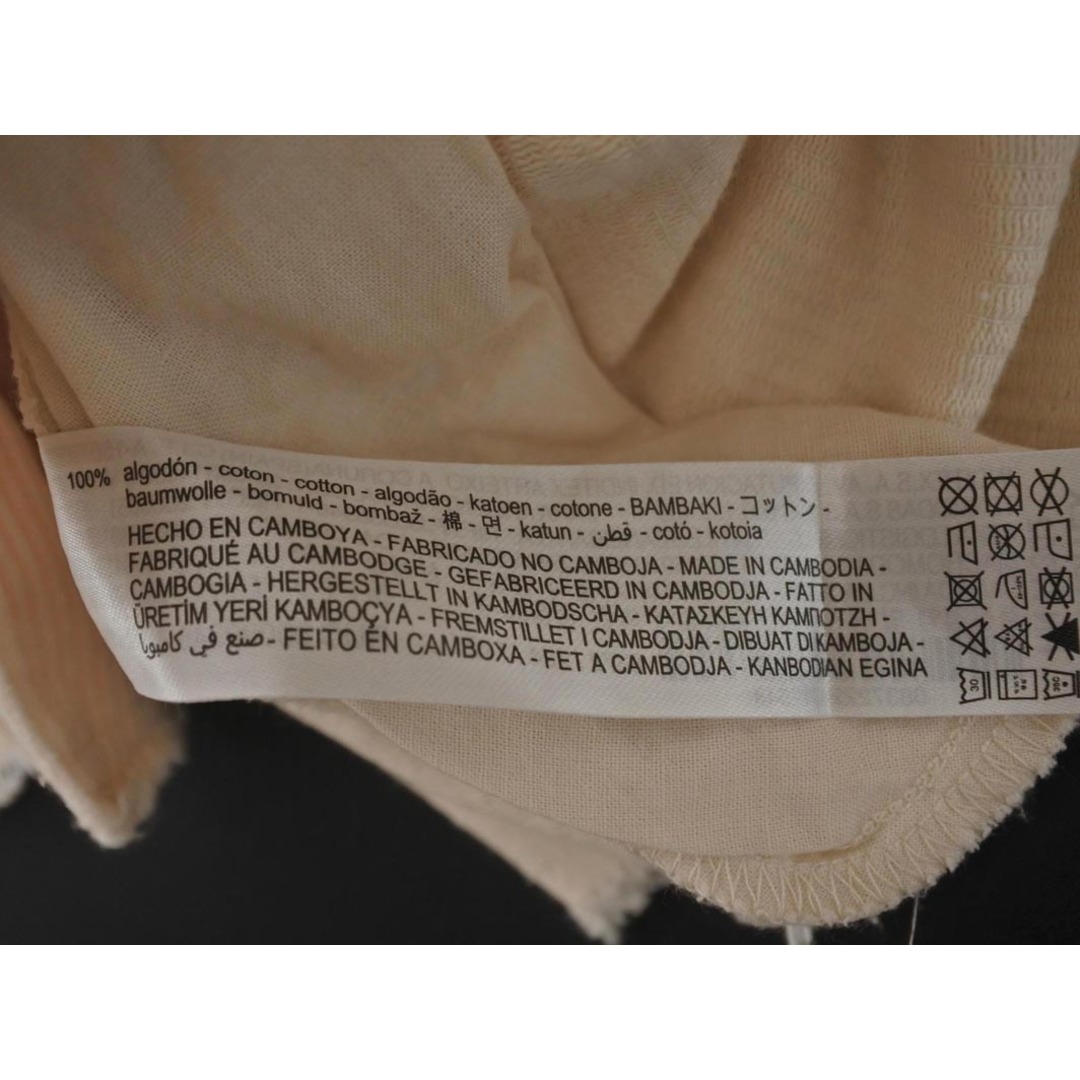 100% algodón - coton - cotton - algodão - katoen - cotone - BAMBAKI - コットン -
baumwolle - bomuld - bombaž - 棉 - 면 - katun - قطن - cotó - kotoia
HECHO EN CAMBOYA - FABRICADO NO CAMBOJA - MADE IN CAMBODIA -
FABRIQUÉ AU CAMBODGE - GEFABRICEERD IN CAMBODJA - FATTO IN
CAMBOGIA - HERGESTELLT IN KAMBODSCHA - ΚΑΤΑΣΚΕΥΗ ΚΑΜΠΟΤΖΗ -
ÜRETİM YERİ KAMBOÇYA - FREMSTILLET I CAMBODJA - DIBUAT DI KAMBOJA -
صنع في كامبوديا - FEITO EN CAMBOXA - FET A CAMBODJA - KANBODIAN EGINA
30